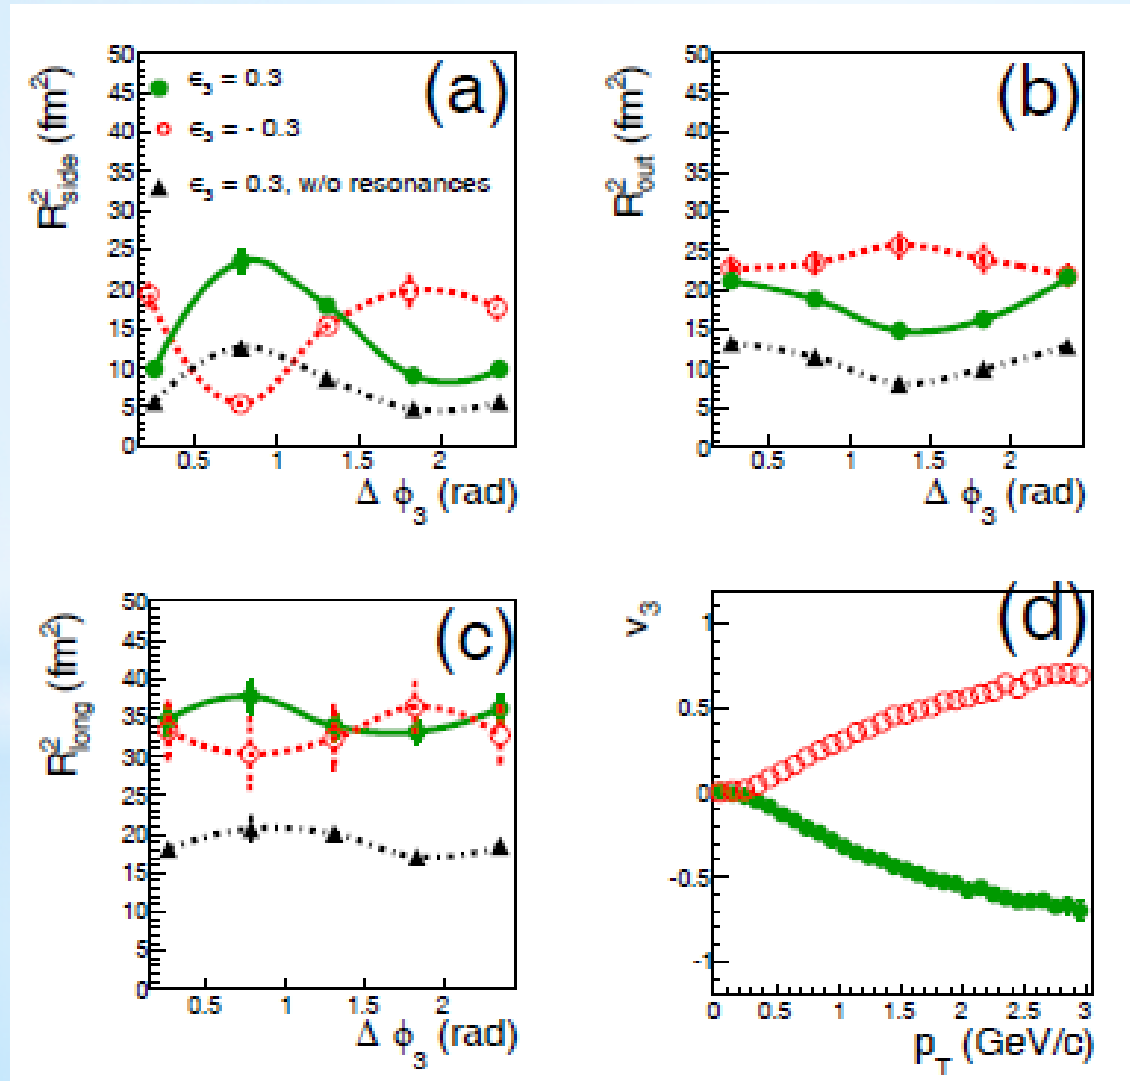 (a)
R²side (fm²)
50
45
40
35
30
25
20
15
10
5
0
ϵ₃ = 0.3
ϵ₃ = - 0.3
ϵ₃ = 0.3, w/o resonances
0.5 1 1.5 2
Δ ϕ₃ (rad)
(b)
R²out (fm²)
50
45
40
35
30
25
20
15
10
5
0
0.5 1 1.5 2
Δ ϕ₃ (rad)
(c)
R²long (fm²)
50
45
40
35
30
25
20
15
10
5
0
0.5 1 1.5 2
Δ ϕ₃ (rad)
(d)
v₃
1
0.5
0
-0.5
-1
0 0.5 1 1.5 2 2.5 3
p_T (GeV/c)